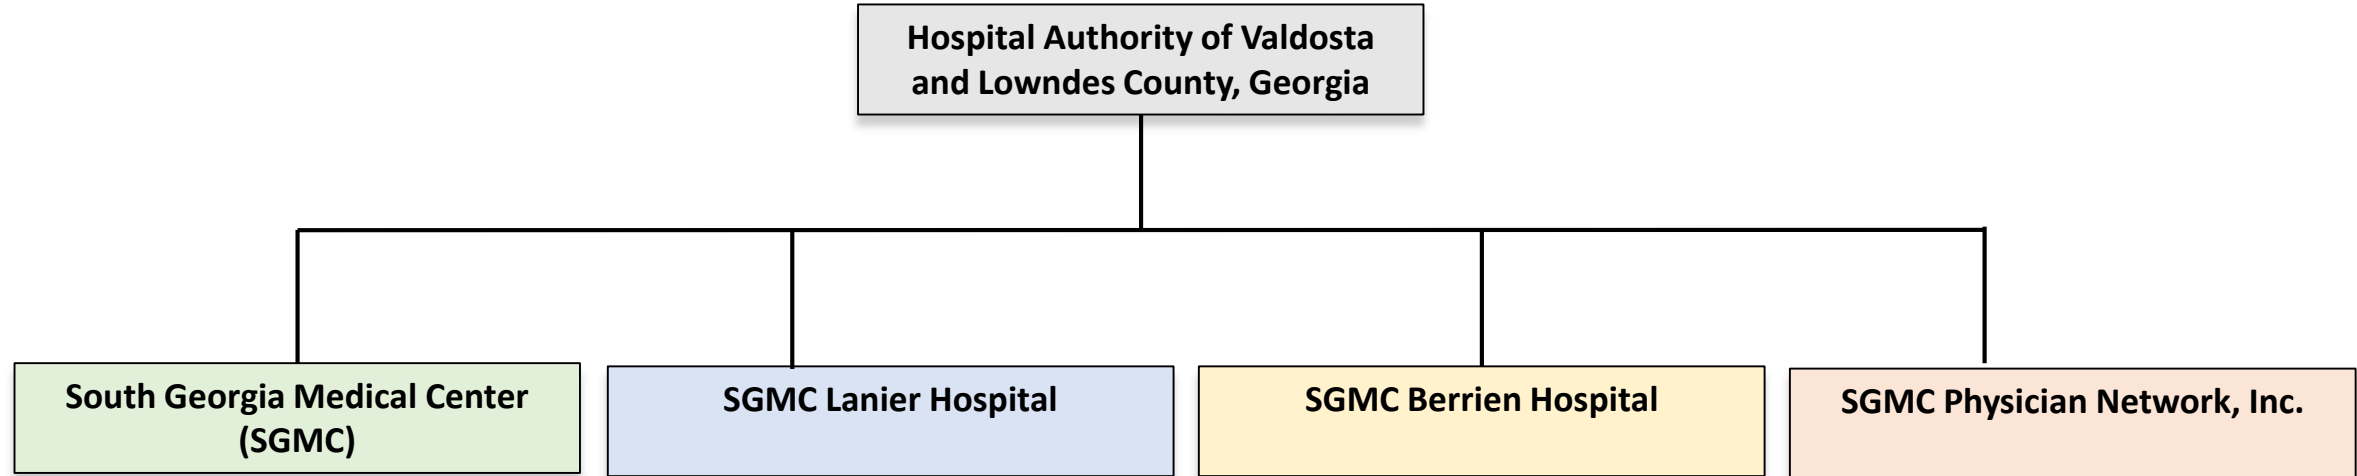 Hospital Authority of Valdosta
and Lowndes County, Georgia
South Georgia Medical Center
(SGMC)
SGMC Lanier Hospital
SGMC Berrien Hospital
SGMC Physician Network, Inc.